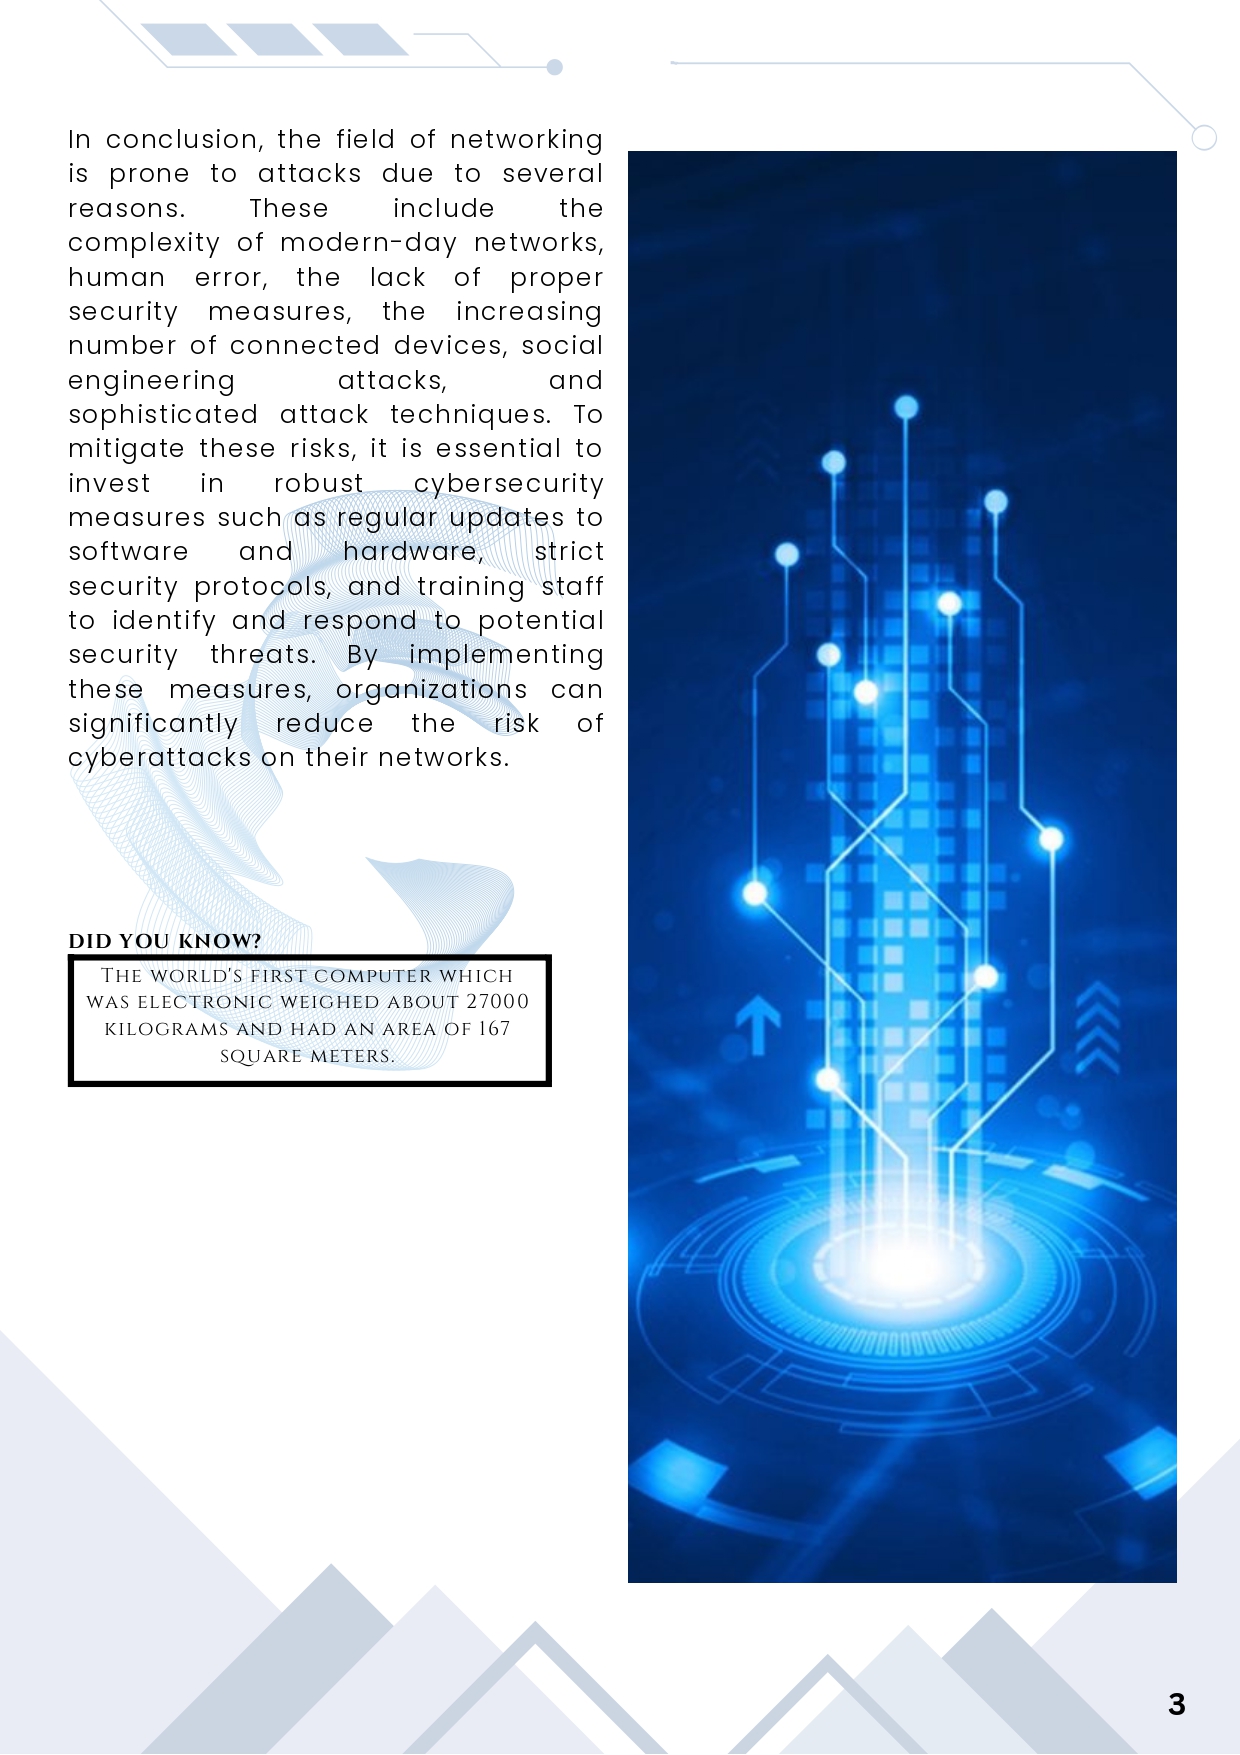 In conclusion, the field of networking
is prone to attacks due to several
reasons. These include the
complexity of modern-day networks,
human error, the lack of proper
security measures, the increasing
number of connected devices, social
engineering attacks, and
sophisticated attack techniques. To
mitigate these risks, it is essential to
invest in robust cybersecurity
measures such as regular updates to
software and hardware, strict
security protocols, and training staff
to identify and respond to potential
security threats. By implementing
these measures, organizations can
significantly reduce the risk of
cyberattacks on their networks.
DID YOU KNOW?
THE WORLD'S FIRST COMPUTER WHICH
WAS ELECTRONIC WEIGHED ABOUT 27000
KILOGRAMS AND HAD AN AREA OF 167
SQUARE METERS.
3